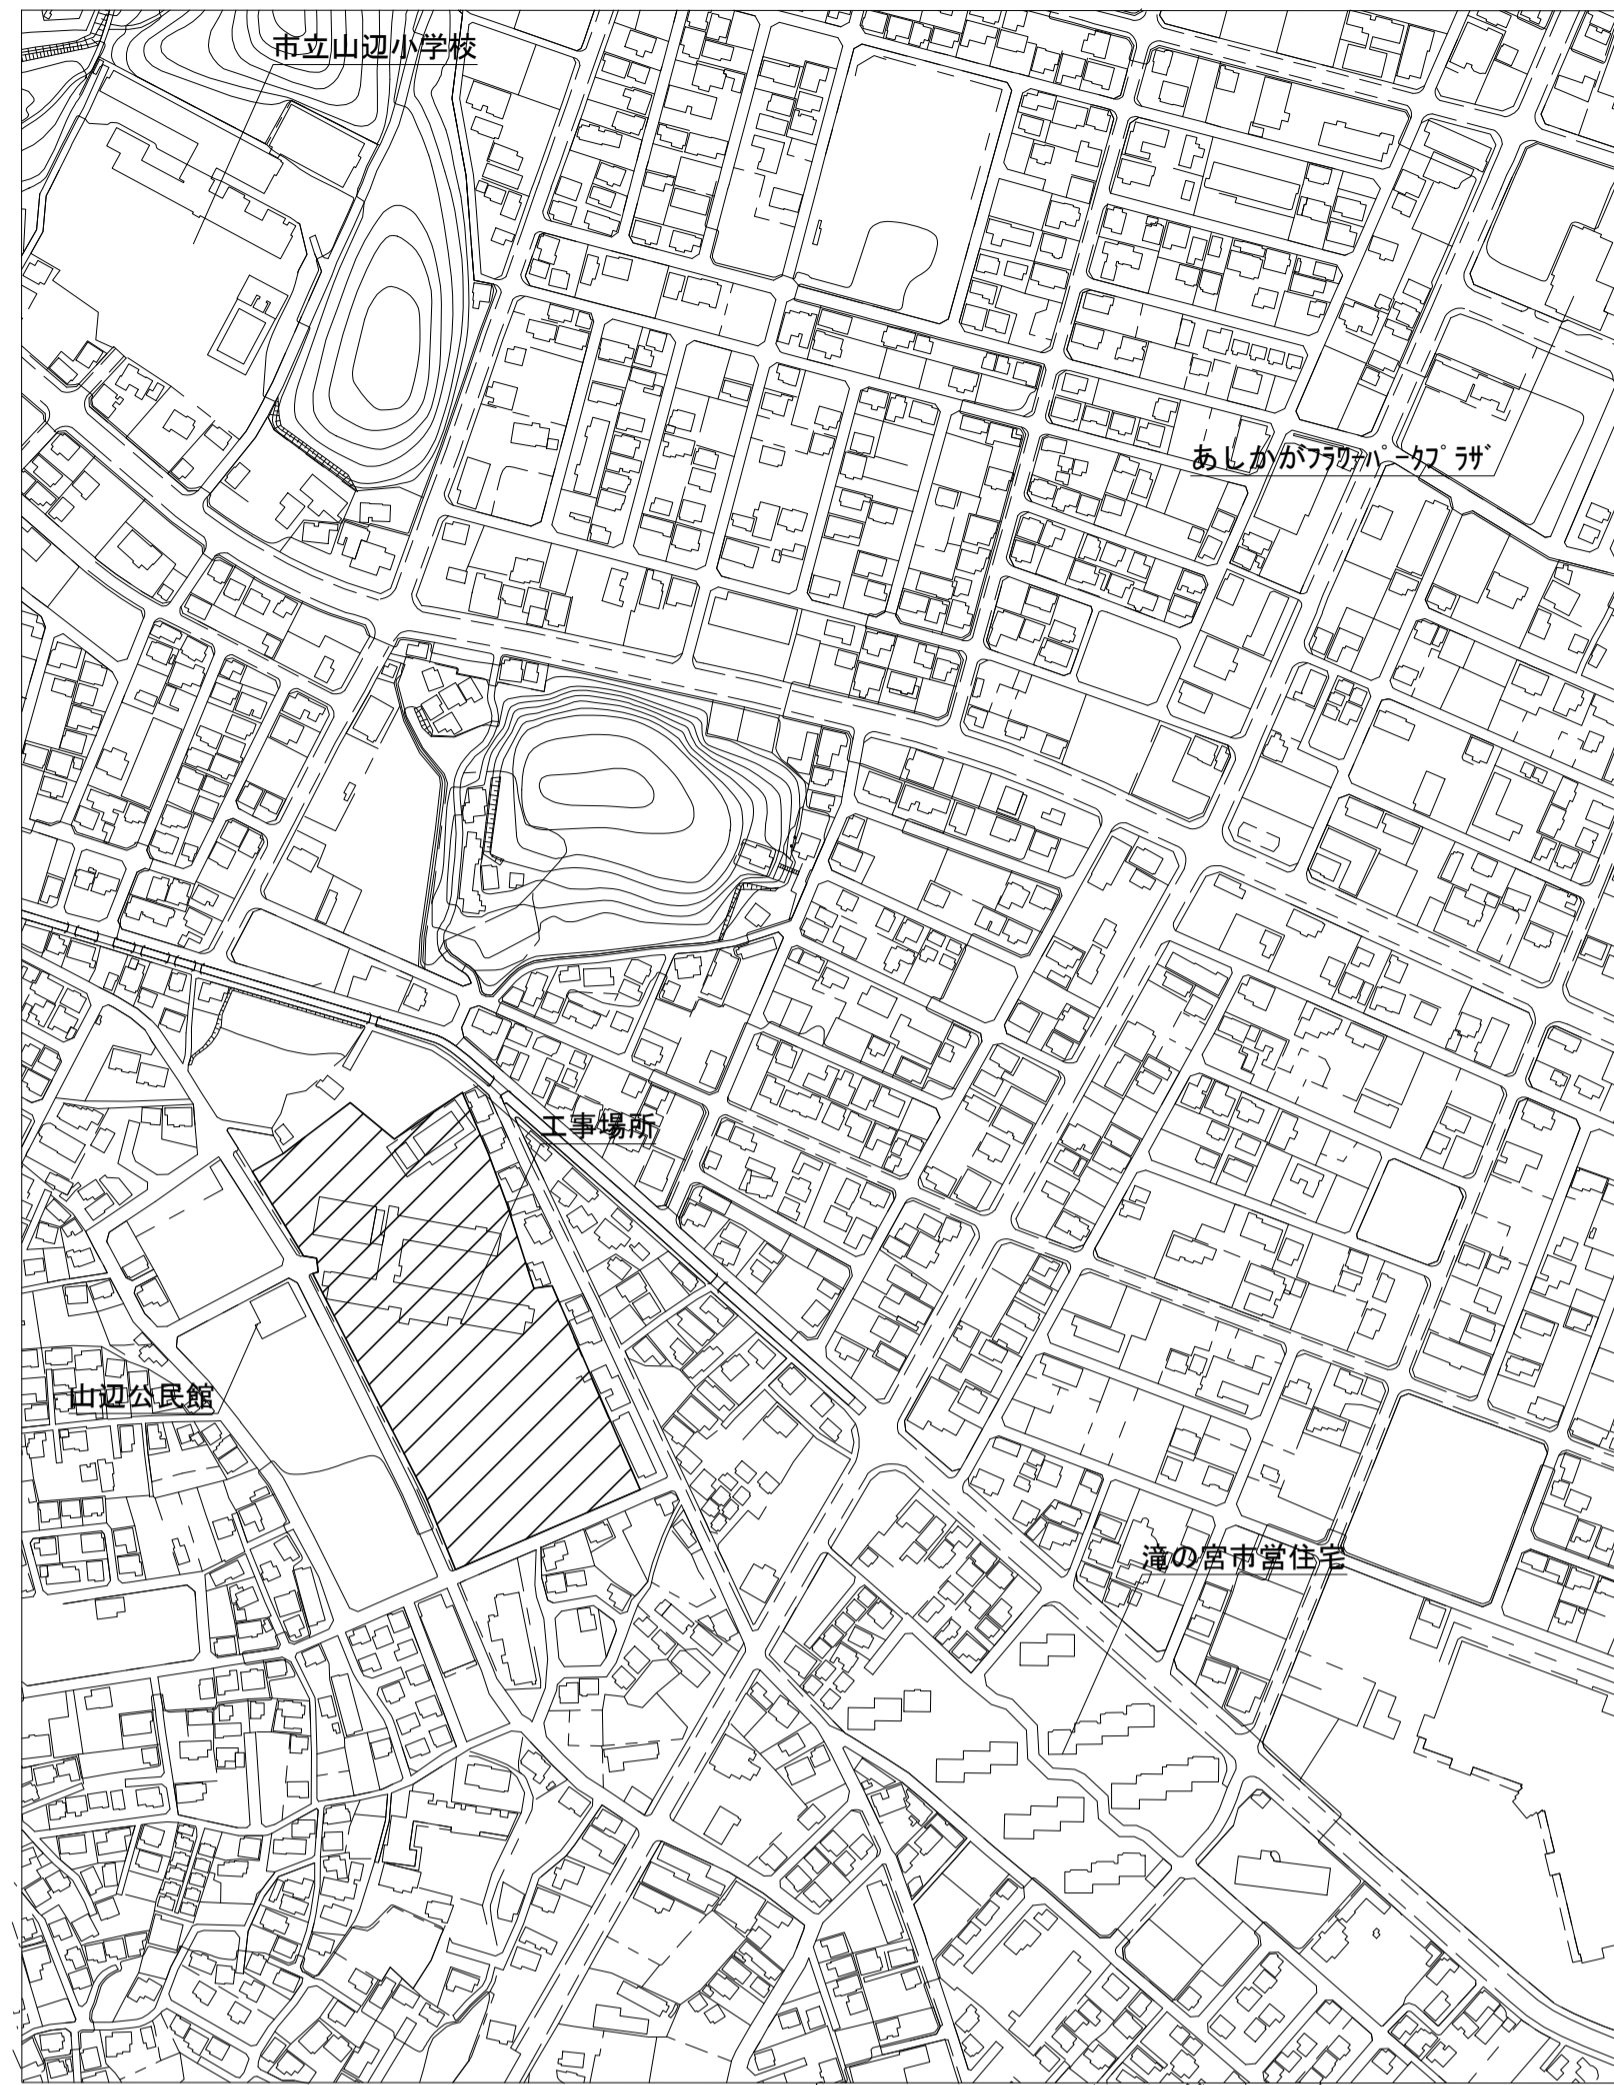 市立山辺小学校
あしかがﾌﾗﾜｰﾊﾟｰｸﾌﾟﾗｻﾞ
工事場所
山辺公民館
滝の宮市営住宅